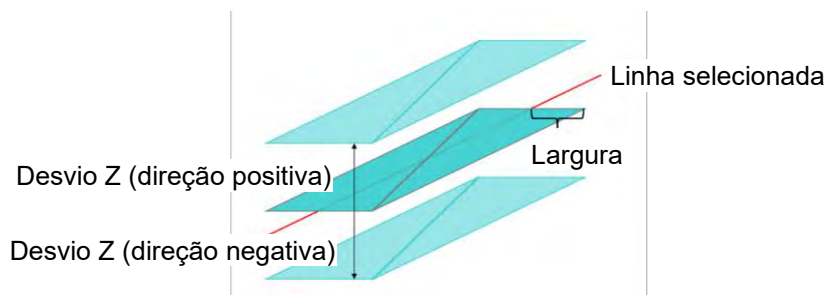 Linha selecionada
Largura
Desvio Z (direção positiva)
Desvio Z (direção negativa)